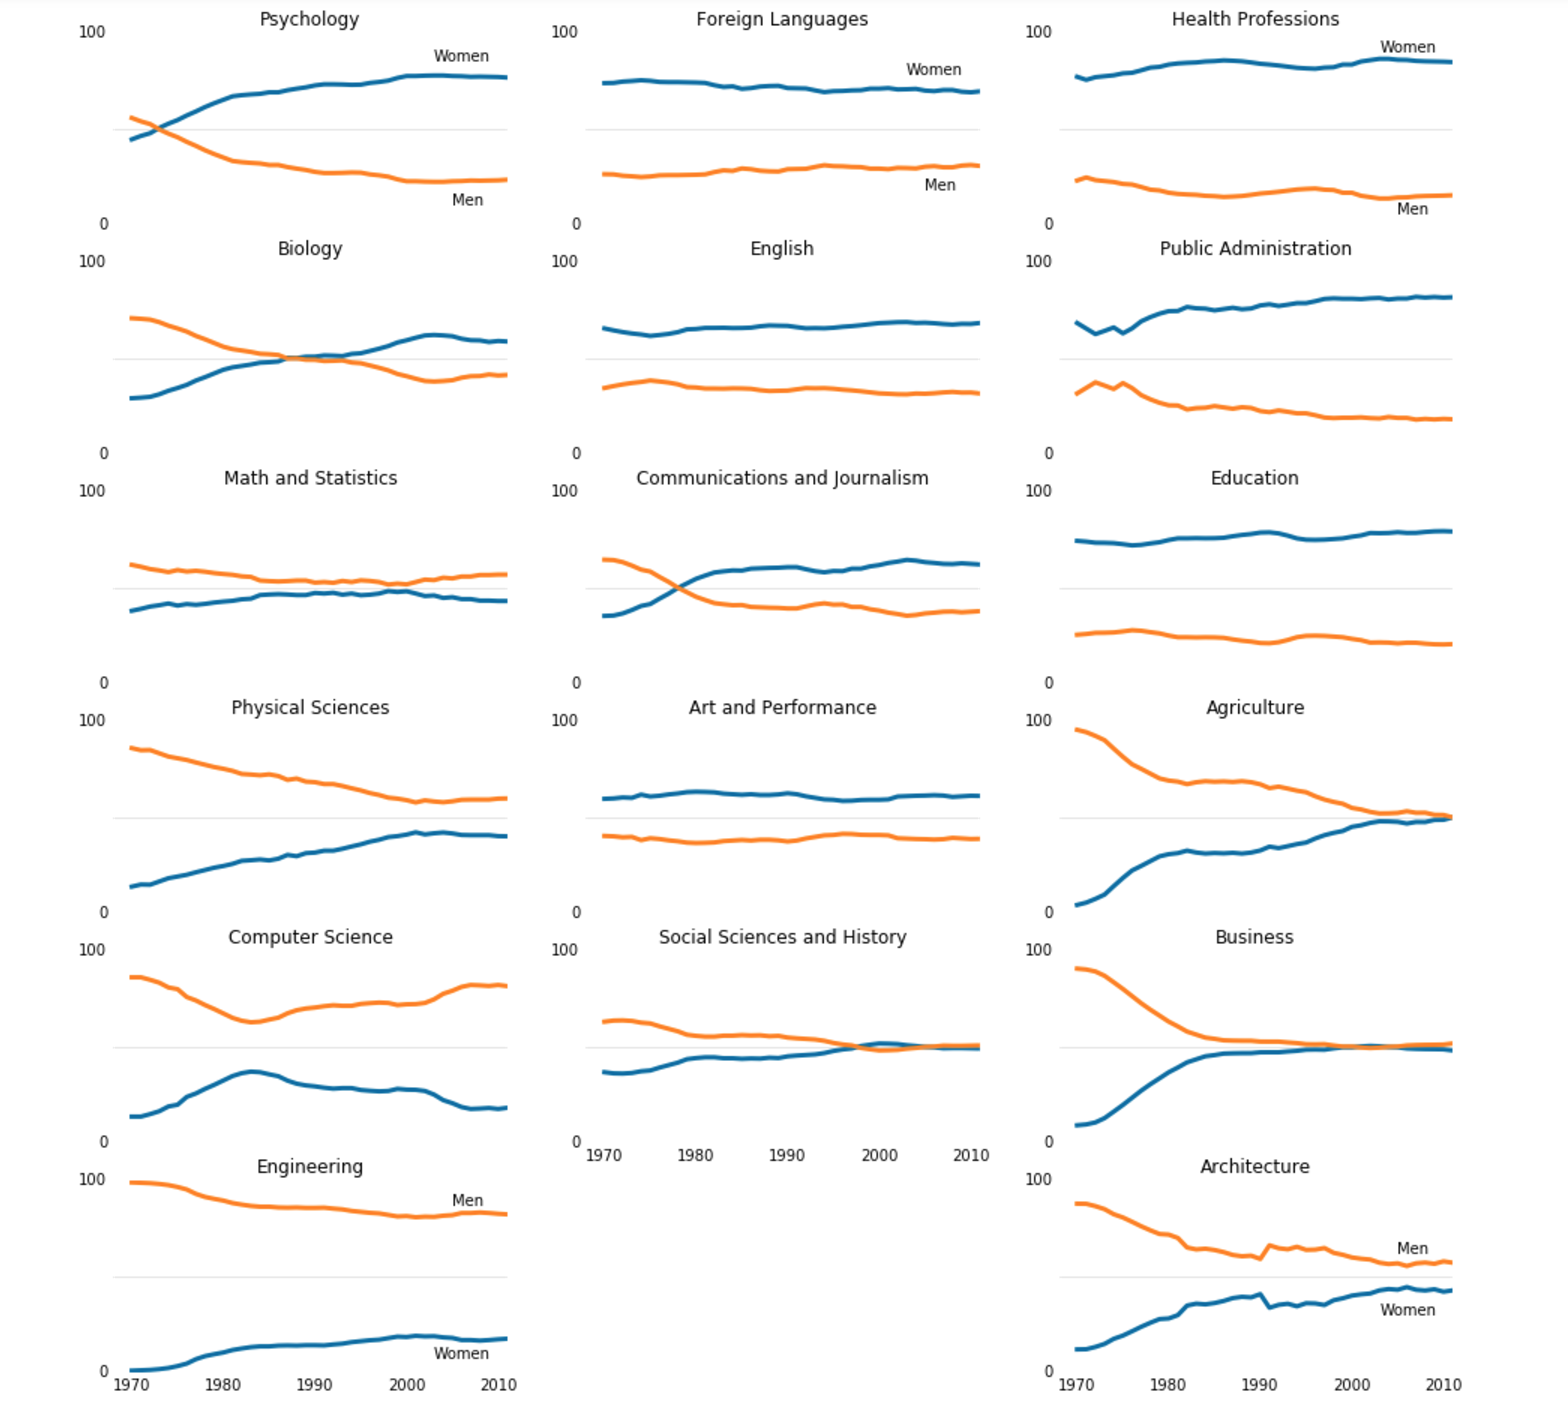 Psychology
Foreign Languages
Health Professions
100
100
100
Women
Women
Women
Men
Men
Men
0
0
0
Biology
English
Public Administration
100
100
100
0
0
0
Math and Statistics
Communications and Journalism
Education
100
100
100
0
0
0
Physical Sciences
Art and Performance
Agriculture
100
100
100
0
0
0
Computer Science
Social Sciences and History
Business
100
100
100
0
0
0
1970 1980 1990 2000 2010
Engineering
Architecture
100
100
Men
Men
Women
Women
0
0
1970 1980 1990 2000 2010
1970 1980 1990 2000 2010